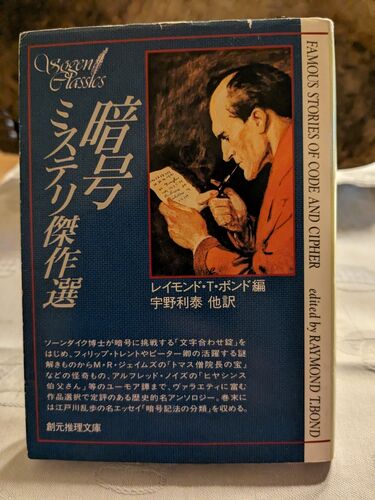 Sogen
Classics
暗号
ミステリ傑作選
レイモンド・T・ボンド編
宇野利泰 他訳
ソーンダイク博士が暗号に挑戦する「文字合わせ錠」を
はじめ、フィリップ・トレントやピーター卿の活躍する謎
解きものからM・R・ジェイムズの「トマス僧院長の宝」
などの怪奇もの、アルフレッド・ノイズの「ヒヤシンス
伯父さん」等のユーモア譚まで、ヴァラエティに富む
作品選択で定評のある歴史的名アンソロジー。巻末に
は江戸川乱歩の名エッセイ「暗号記法の分類」を収める。
創元推理文庫
FAMOUS STORIES OF CODE AND CIPHER
edited by RAYMOND T.BOND